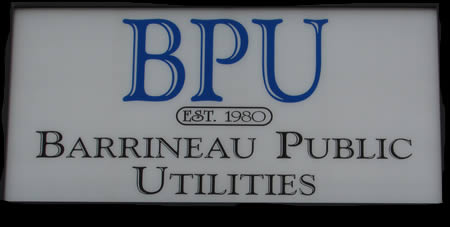 BPU
EST. 1980
BARRINEAU PUBLIC
UTILITIES